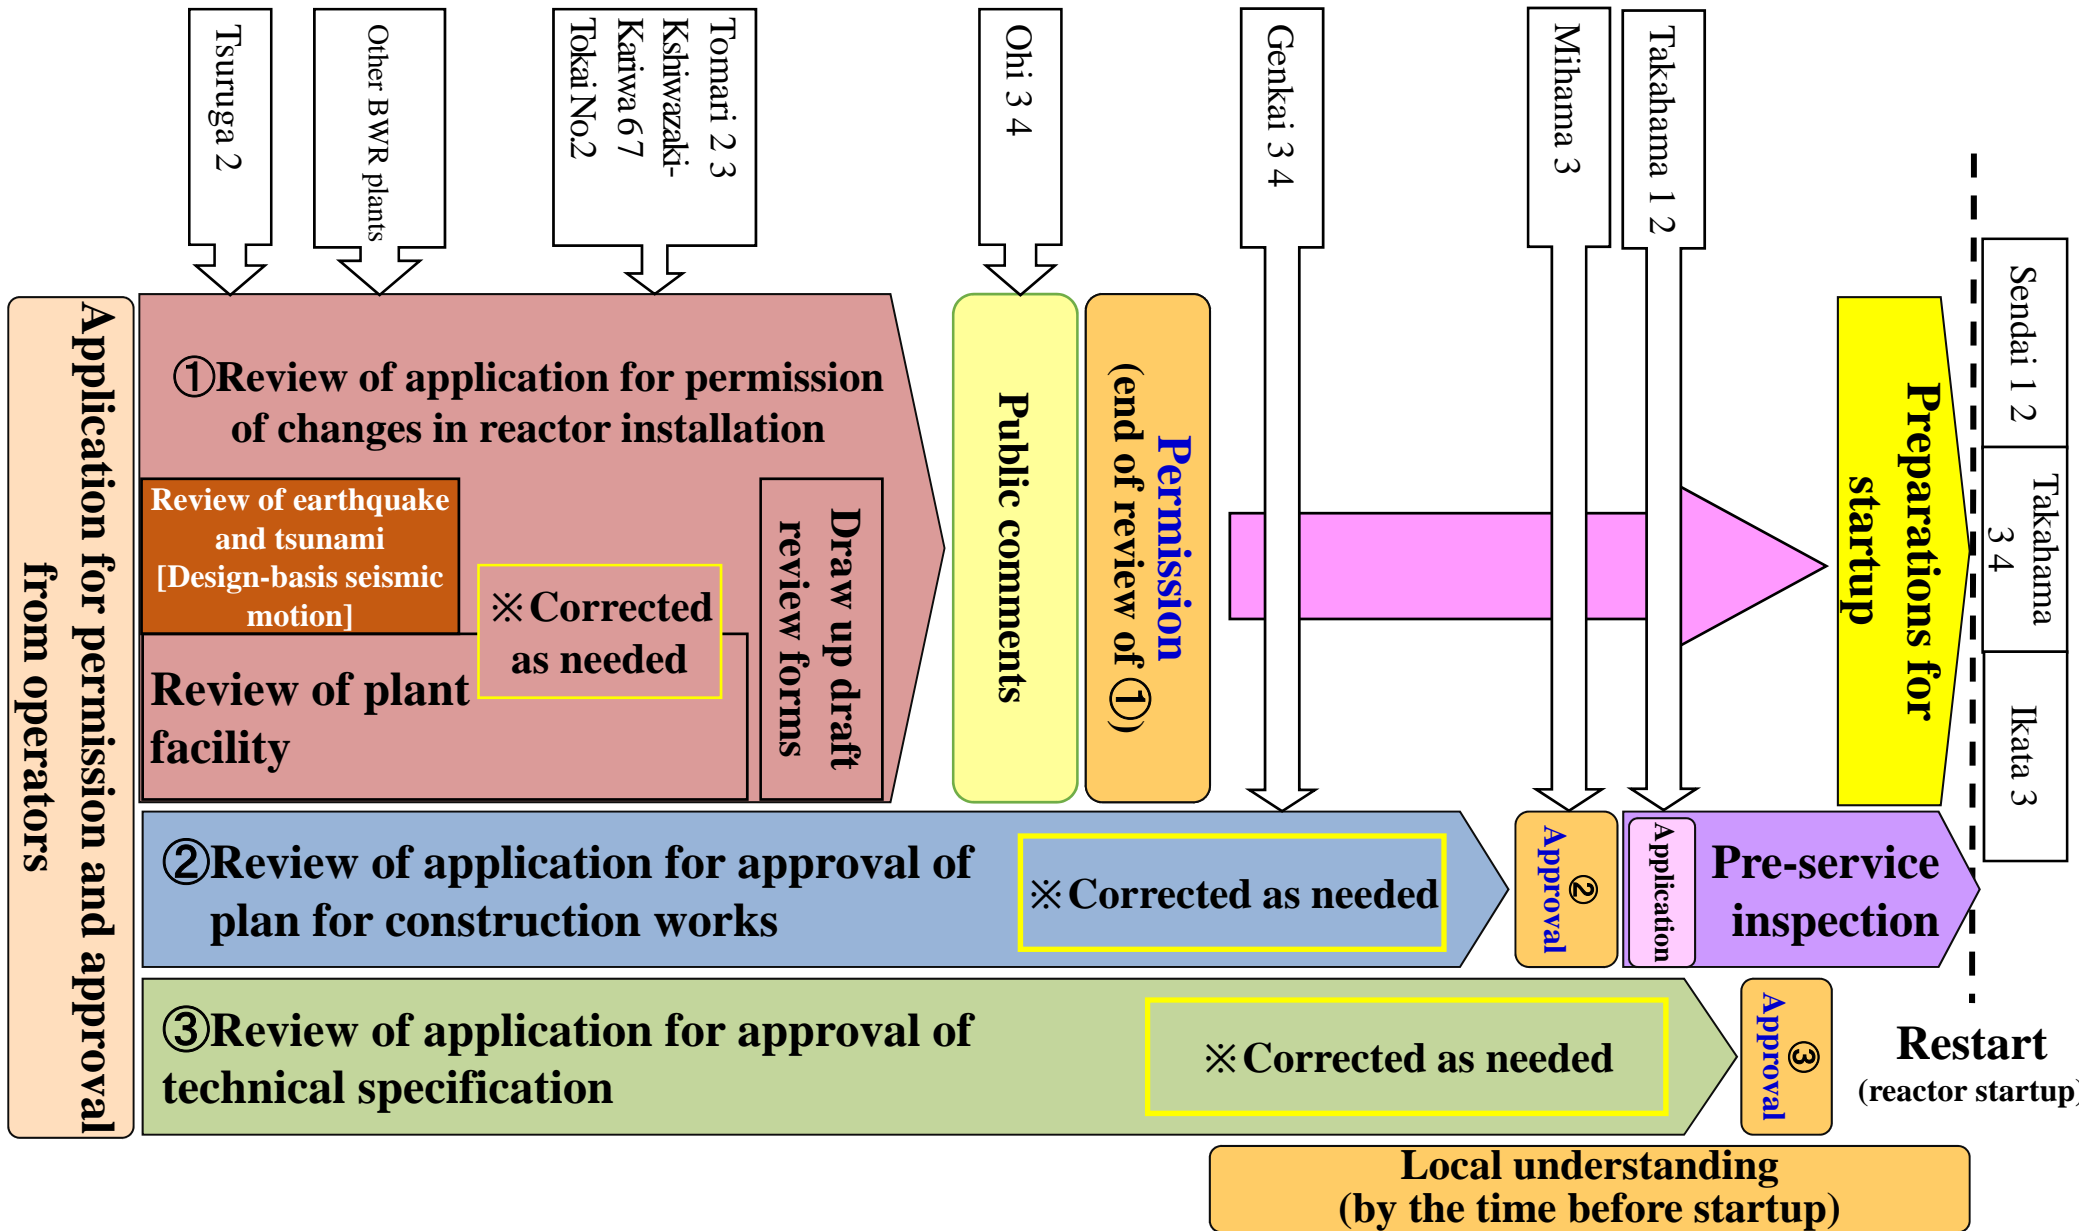 Tsuruga 2
Other BWR plants
Tomari 2 3
Kshiwazaki-
Kariwa 6 7
Tokai No.2
Ohi 3 4
Genkai 3 4
Mihama 3
Takahama 1 2
Sendai 1 2
Takahama
3 4
Ikata 3
Application for permission and approval
from operators
①Review of application for permission
of changes in reactor installation
Review of earthquake
and tsunami
[Design-basis seismic
motion]
※Corrected
as needed
Review of plant
facility
Draw up draft
review forms
Public comments
Permission
(end of review of ①)
Preparations for
startup
②Review of application for approval of
plan for construction works
※Corrected as needed
②
Approval
Application
Pre-service
inspection
③Review of application for approval of
technical specification
※Corrected as needed
③
Approval
Restart
(reactor startup)
Local understanding
(by the time before startup)